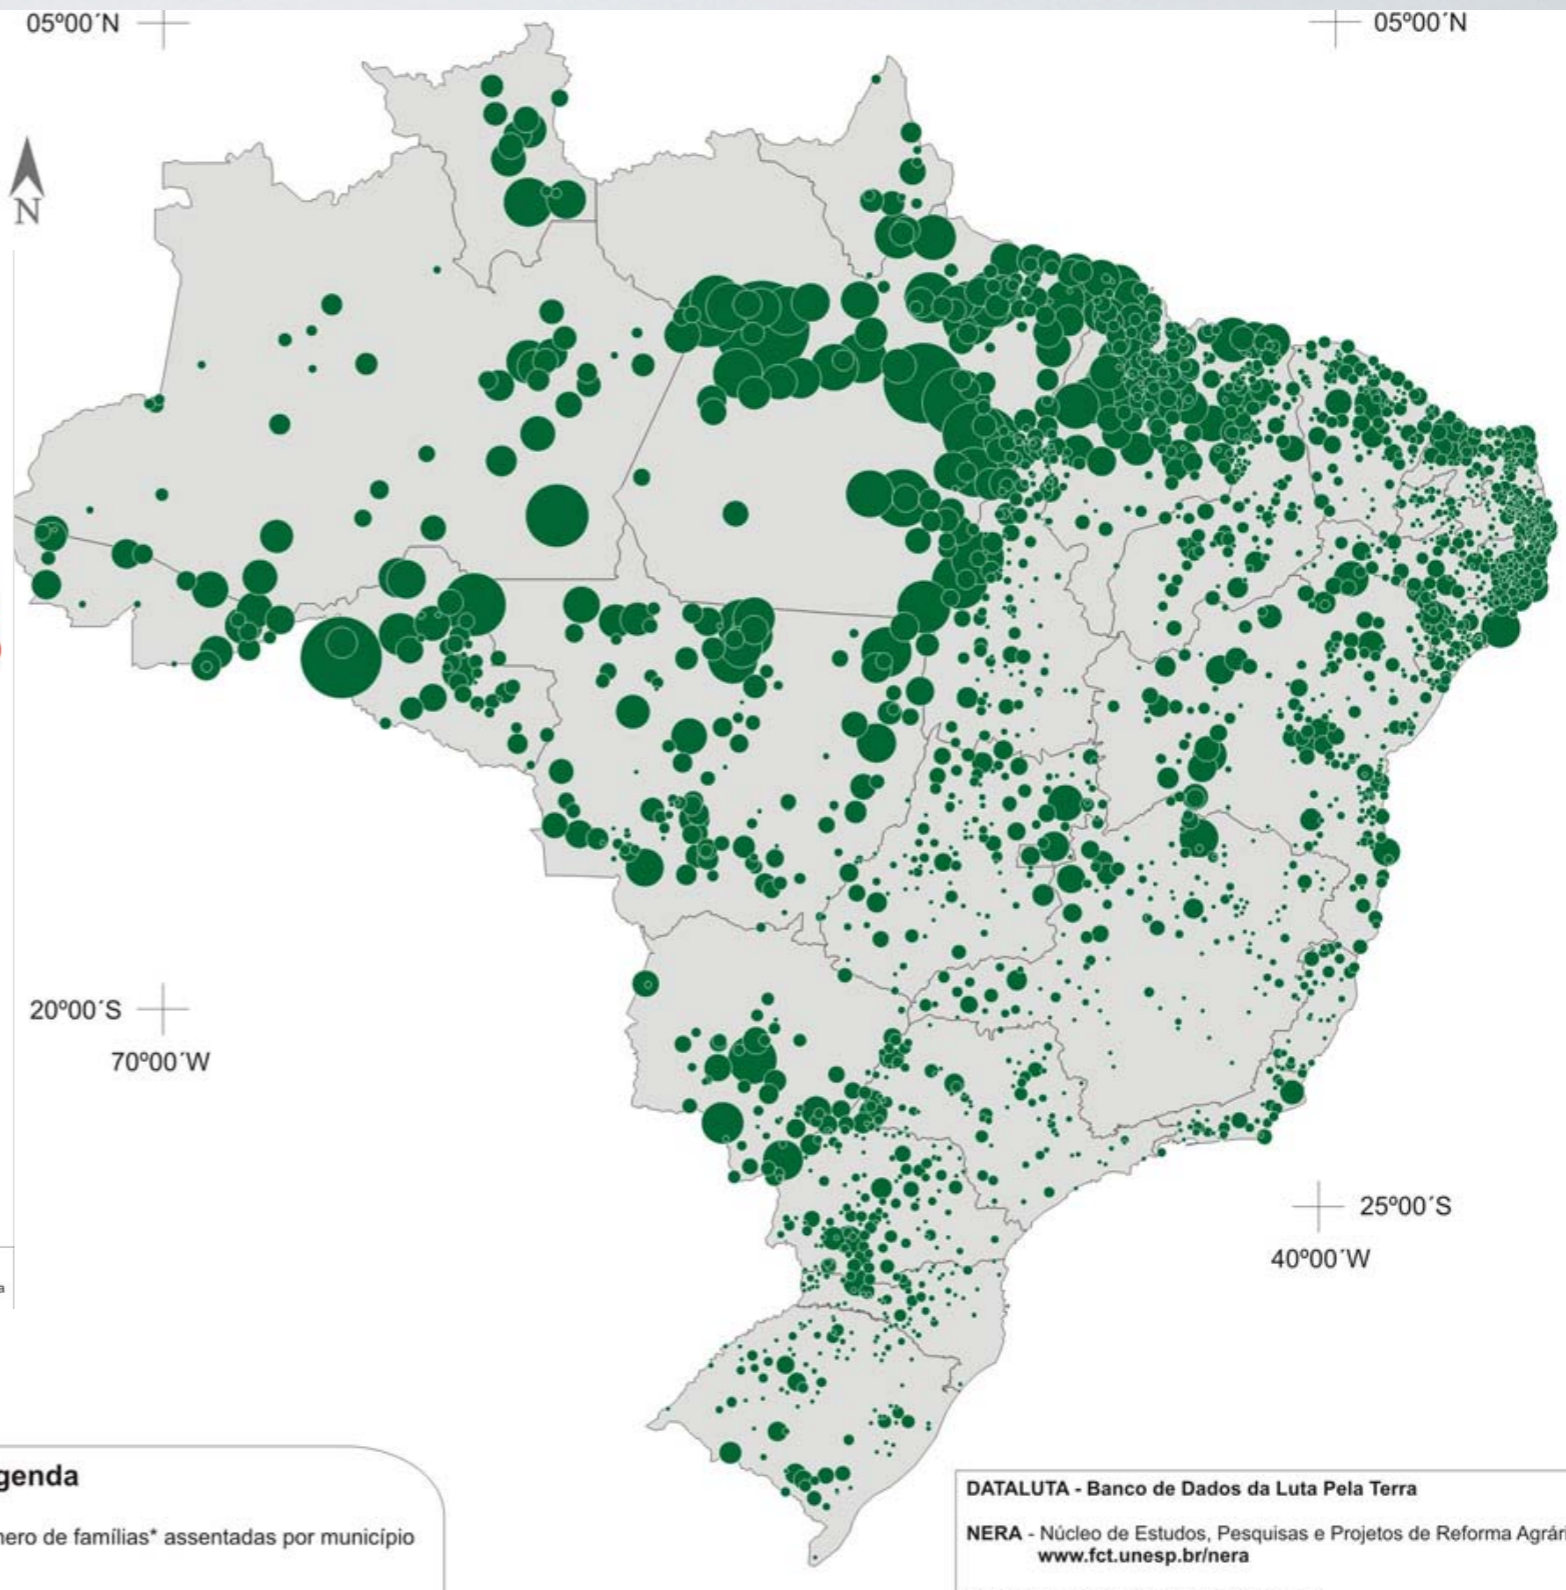 05º00´N
05º00´N
N
20º00´S
70º00´W
25º00´S
40º00´W
a
genda
nero de famílias* assentadas por município
DATALUTA - Banco de Dados da Luta Pela Terra
NERA - Núcleo de Estudos, Pesquisas e Projetos de Reforma Agrári
www.fct.unesp.br/nera